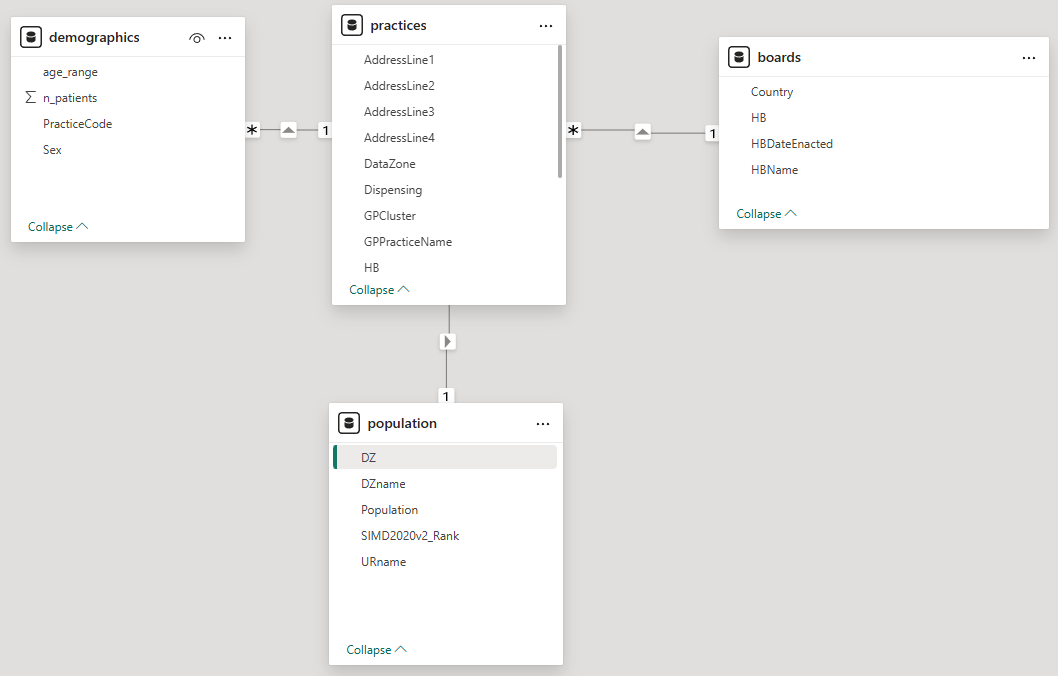 demographics
age_range
n_patients
PracticeCode
Sex
Collapse
* 1
practices
AddressLine1
AddressLine2
AddressLine3
AddressLine4
DataZone
Dispensing
GPCluster
GPPracticeName
HB
Collapse
* 1
boards
Country
HB
HBDateEnacted
HBName
Collapse
1
population
DZ
DZname
Population
SIMD2020v2_Rank
URname
Collapse